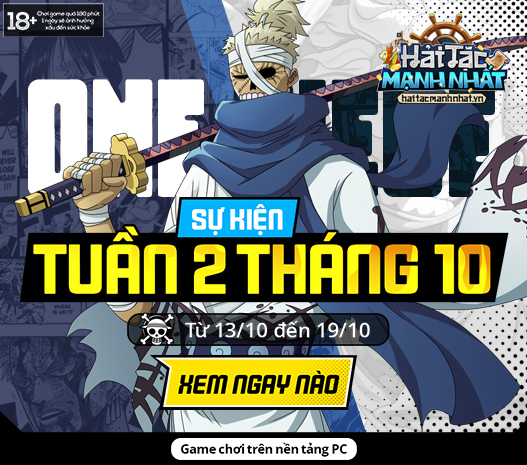 18+
Chơi game quá 180 phút
1 ngày sẽ ảnh hưởng
xấu đến sức khỏe
Hải Tặc
MẠNH NHẤT
haitacmanhnhat.vn
ONE PIECE
SỰ KIỆN
TUẦN 2 THÁNG 10
Từ 13/10 đến 19/10
XEM NGAY NÀO
Game chơi trên nền tảng PC